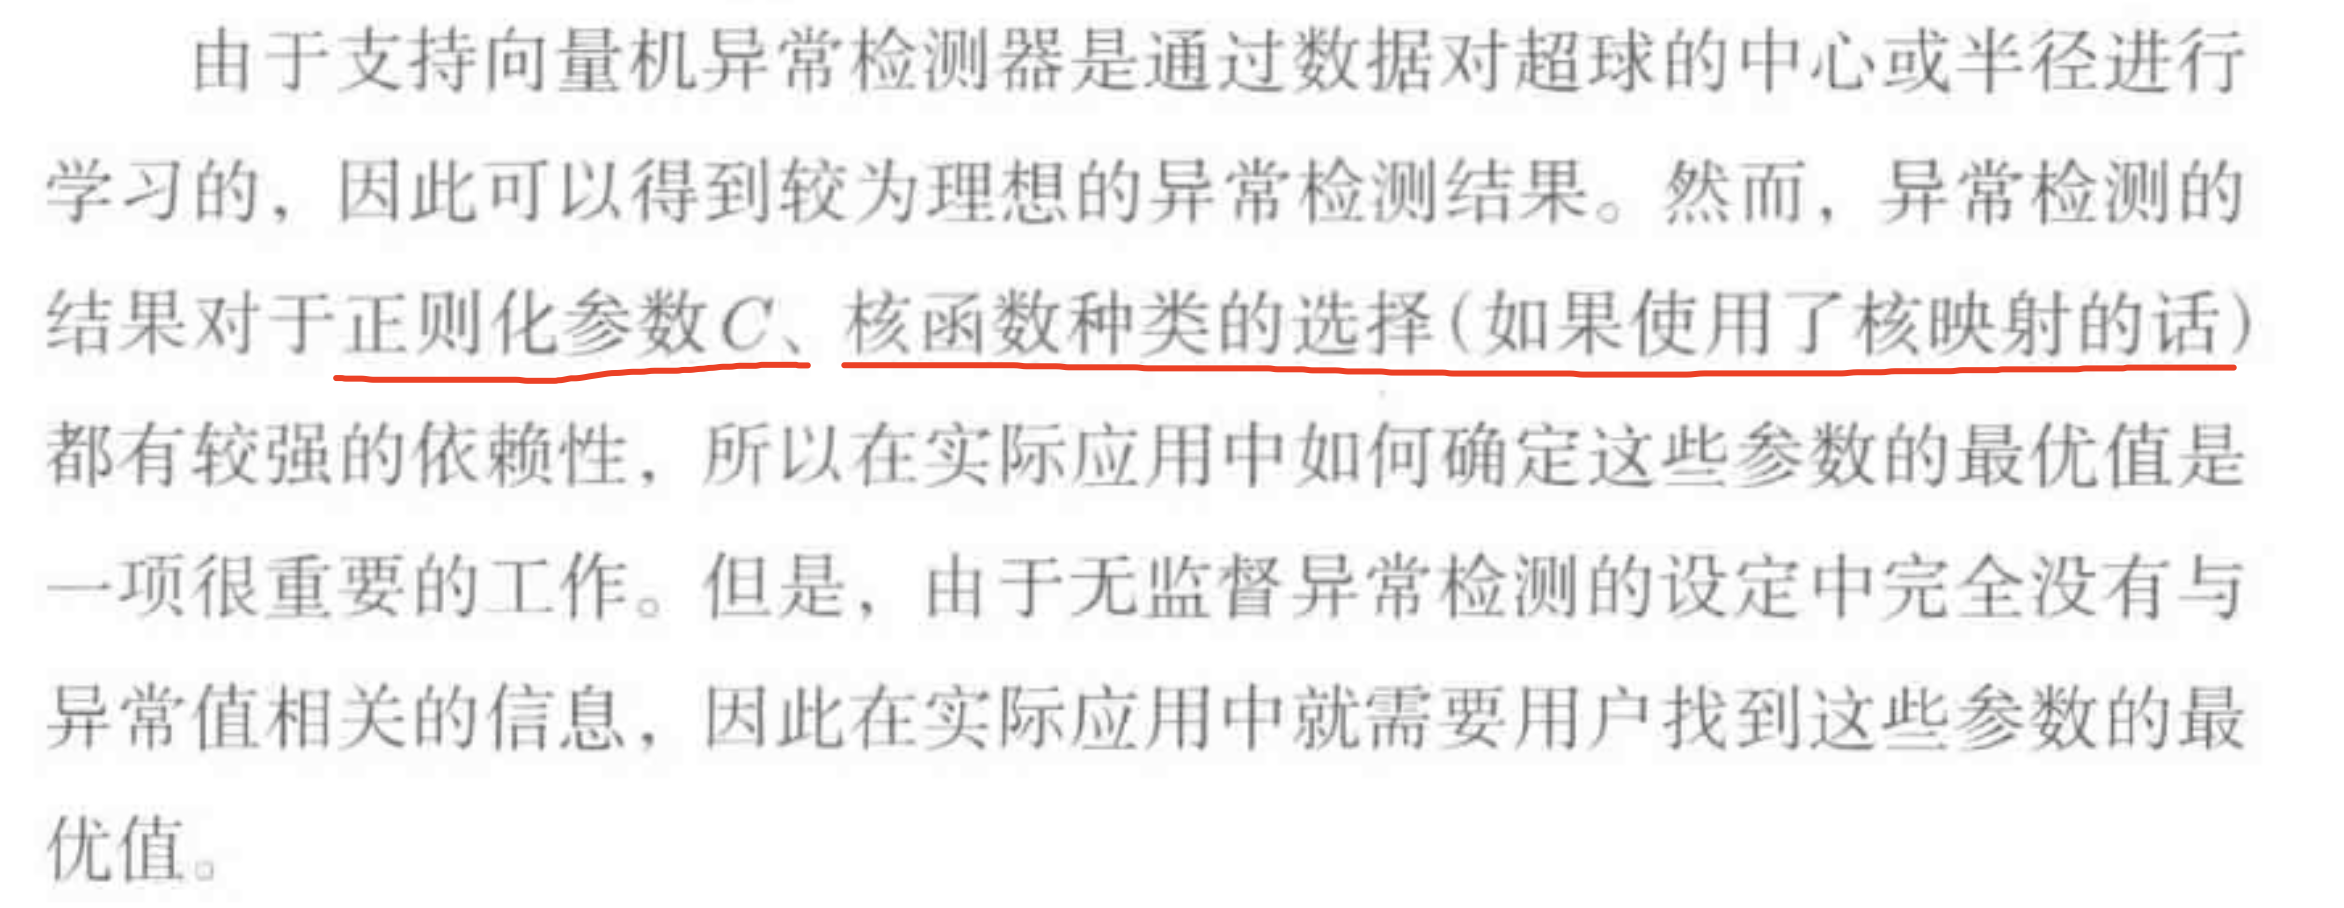 由于支持向量机异常检测器是通过数据对超球的中心或半径进行
学习的，因此可以得到较为理想的异常检测结果。然而，异常检测的
结果对于正则化参数C、核函数种类的选择(如果使用了核映射的话)
都有较强的依赖性，所以在实际应用中如何确定这些参数的最优值是
一项很重要的工作。但是，由于无监督异常检测的设定中完全没有与
异常值相关的信息，因此在实际应用中就需要用户找到这些参数的最
优值。